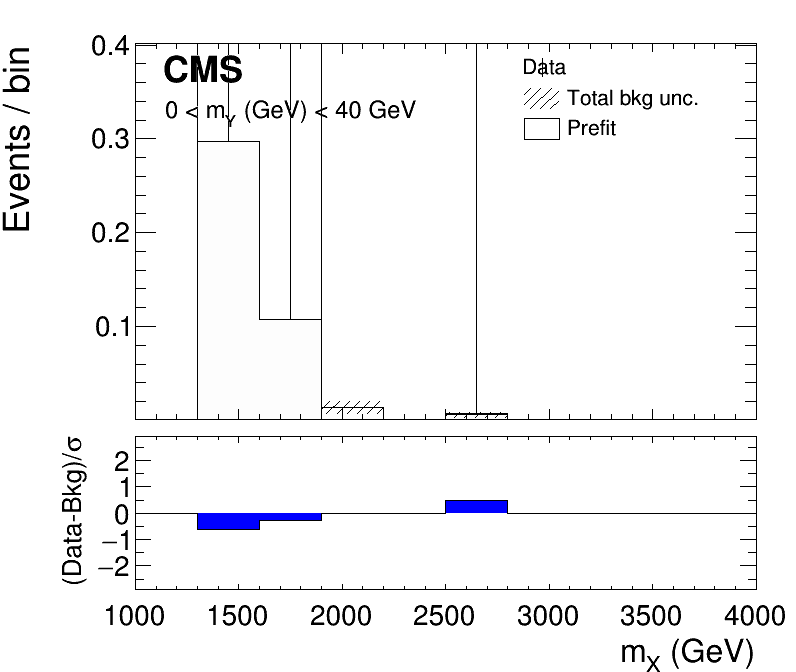 Events / bin
0.4
0.3
0.2
0.1
CMS
0 < mY (GeV) < 40 GeV
Data
Total bkg unc.
Prefit
(Data-Bkg)/σ
2
1
0
−1
−2
1000 1500 2000 2500 3000 3500 4000
mX (GeV)